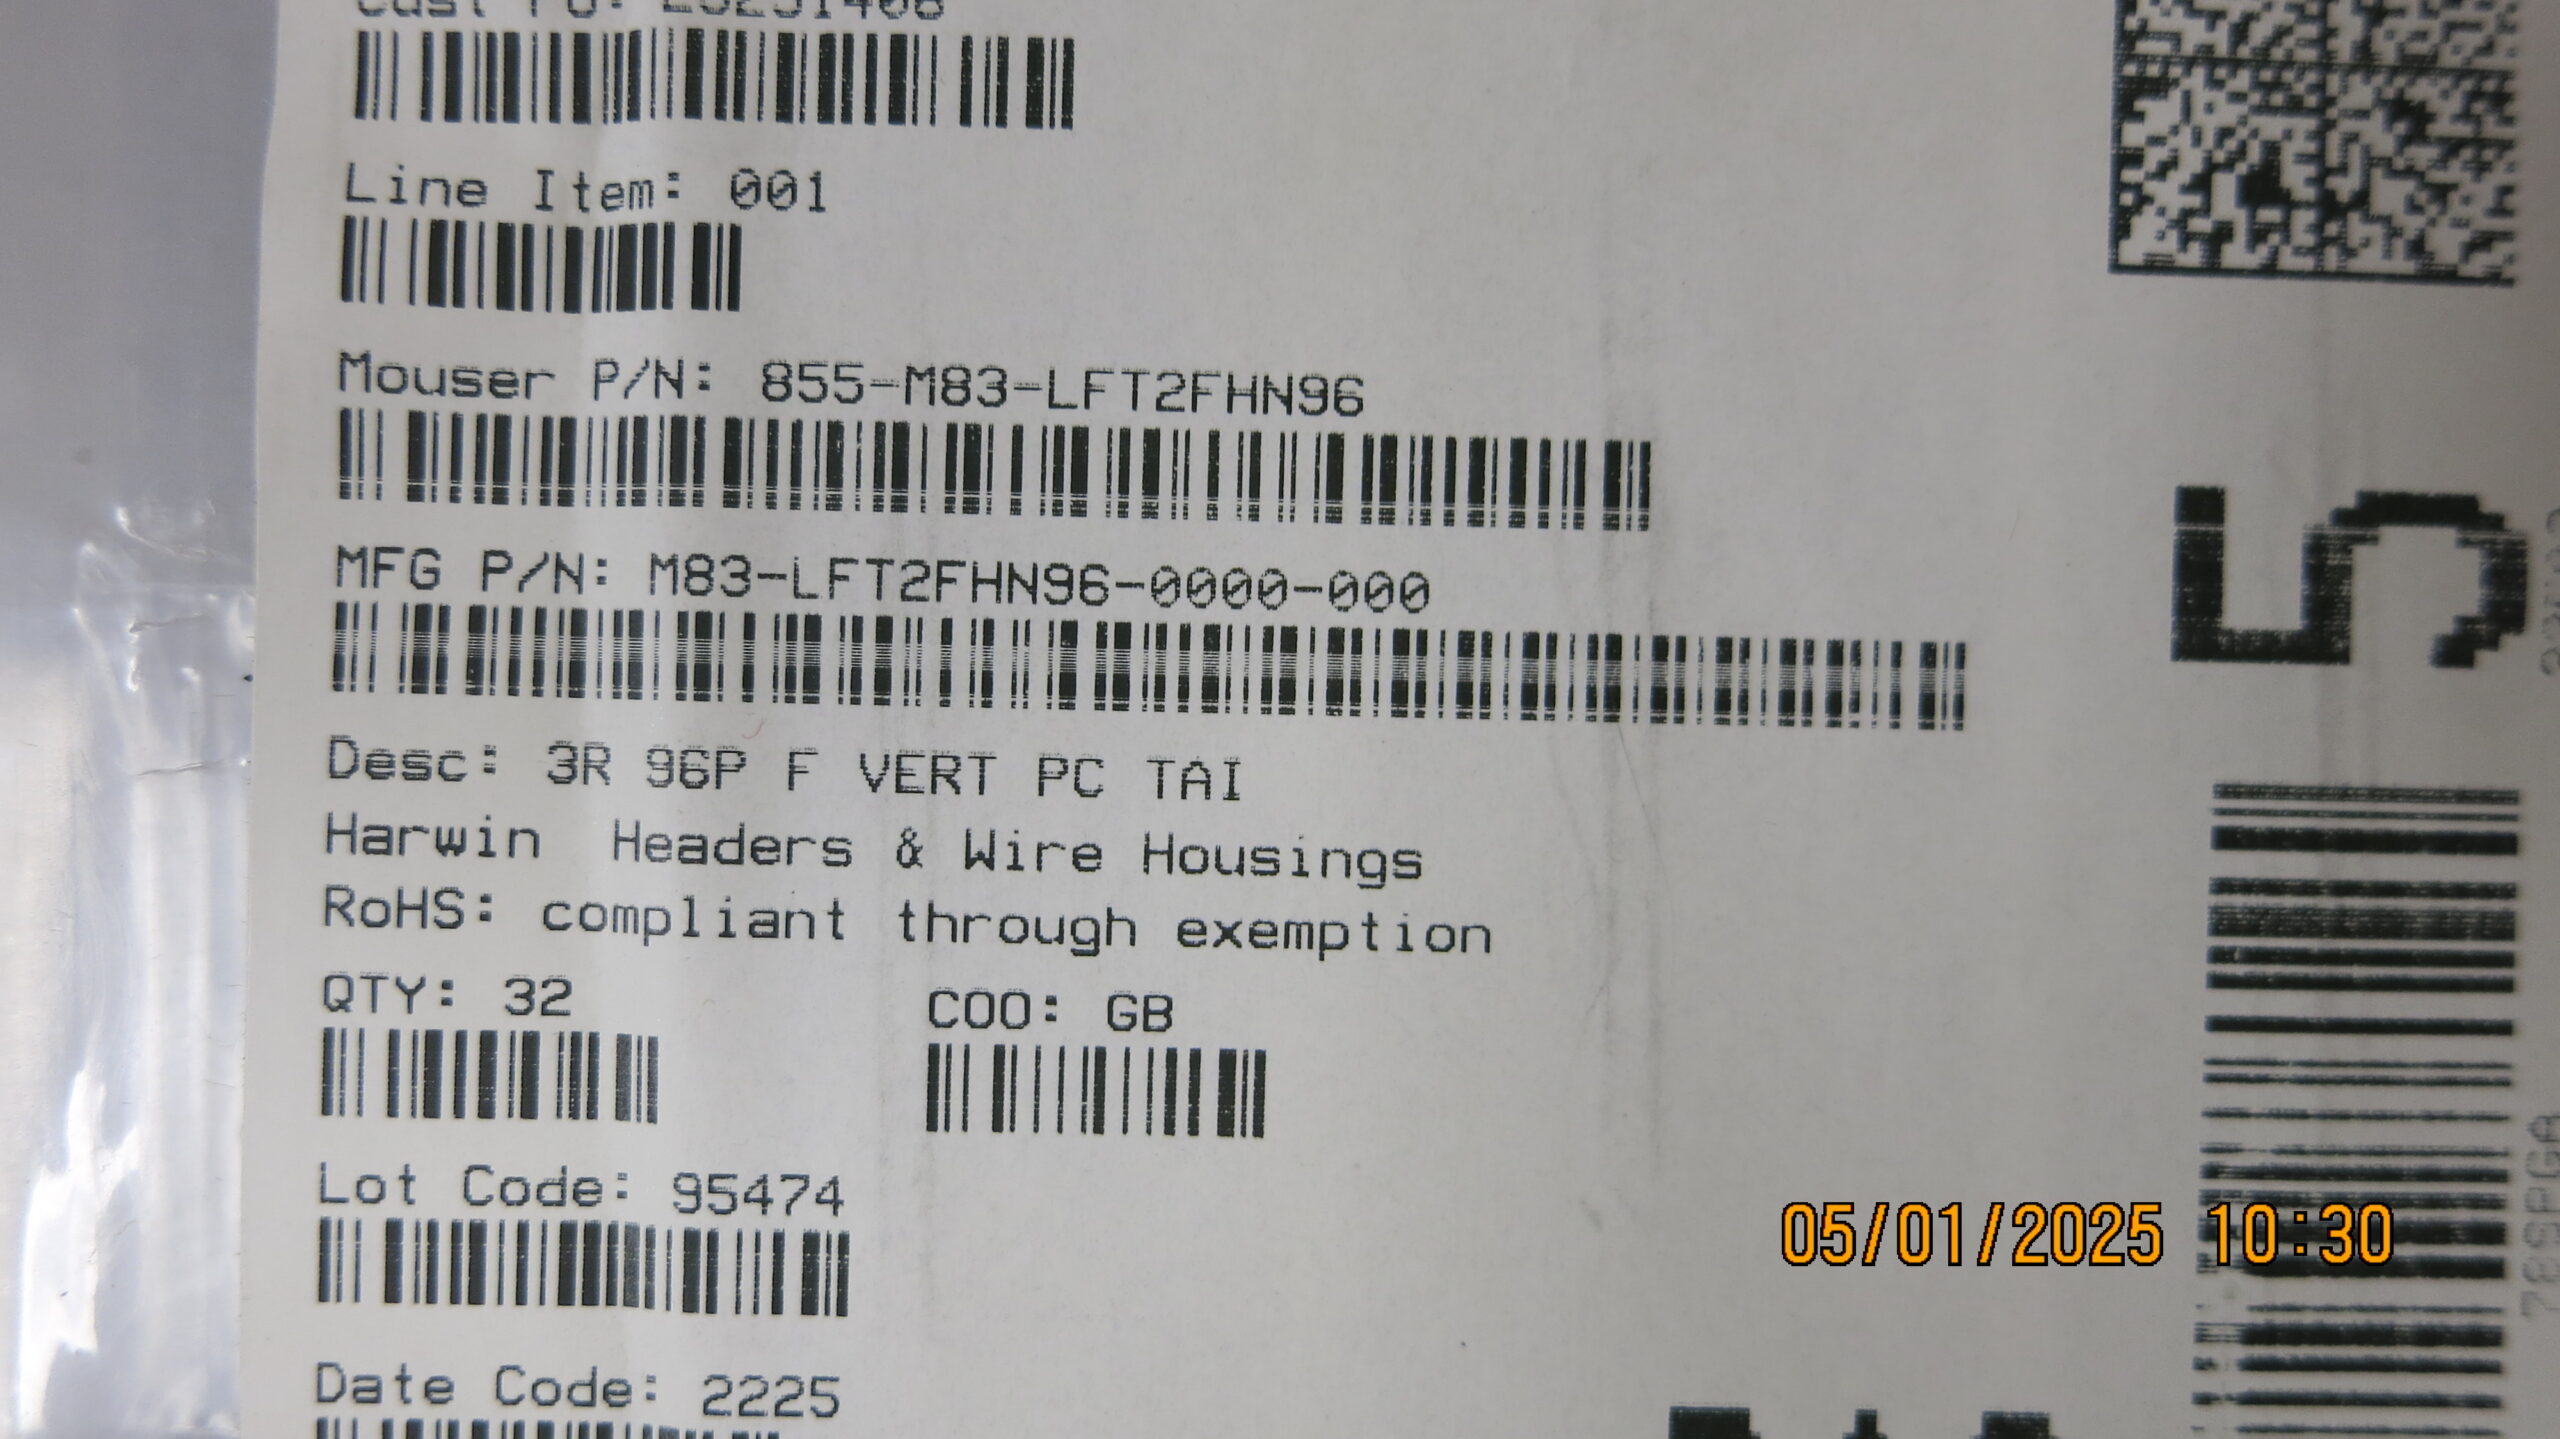 Line Item: 001
Mouser P/N: 855-M83-LFT2FHN96
MFG P/N: M83-LFT2FHN96-0000-000
Desc: 3R 96P F VERT PC TAI
Harwin Headers & Wire Housings
RoHS: compliant through exemption
QTY: 32
COO: GB
Lot Code: 95474
Date Code: 2225
05/01/2025 10:30